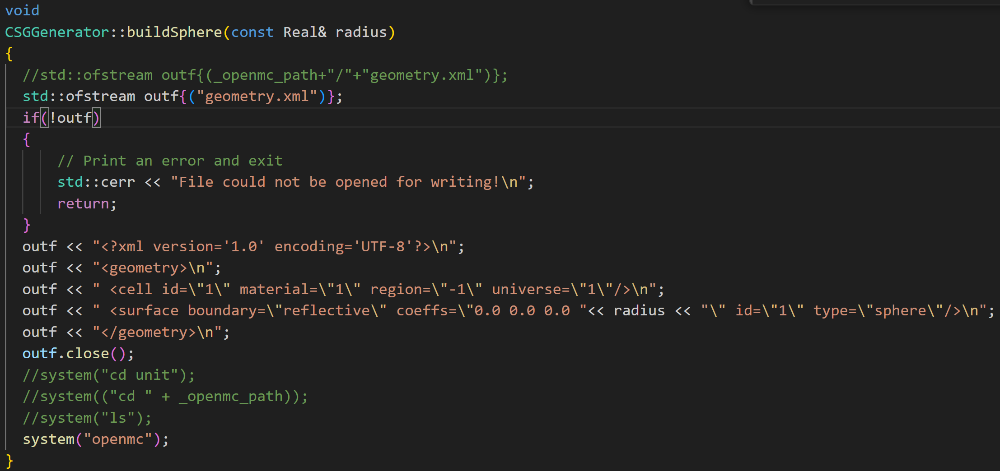 void
CSGGenerator::buildSphere(const Real& radius)
{
  //std::ofstream outf{(_openmc_path+"/"+"geometry.xml")};
  std::ofstream outf{("geometry.xml")};
  if(!outf)
  {
      // Print an error and exit
      std::cerr << "File could not be opened for writing!\n";
      return;
  }
  outf << "<?xml version='1.0' encoding='UTF-8'?>\n";
  outf << "<geometry>\n";
  outf << " <cell id=\"1\" material=\"1\" region=\"-1\" universe=\"1\"/>\n";
  outf << " <surface boundary=\"reflective\" coeffs=\"0.0 0.0 0.0 "<< radius << "\" id=\"1\" type=\"sphere\"/>\n";
  outf << "</geometry>\n";
  outf.close();
  //system("cd unit");
  //system(("cd " + _openmc_path));
  //system("ls");
  system("openmc");
}